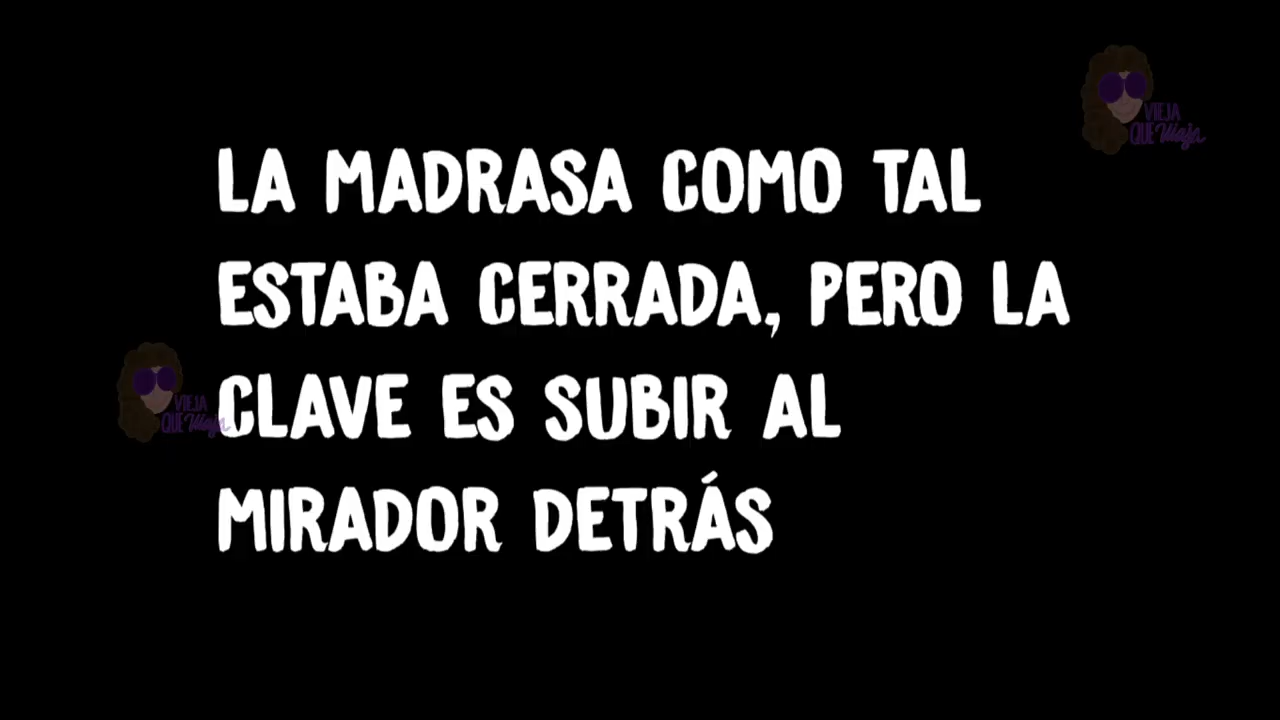 VIEJA
QUE Viaja
LA MADRASA COMO TAL
ESTABA CERRADA, PERO LA
CLAVE ES SUBIR AL
MIRADOR DETRÁS
VIEJA
QUE Viaja